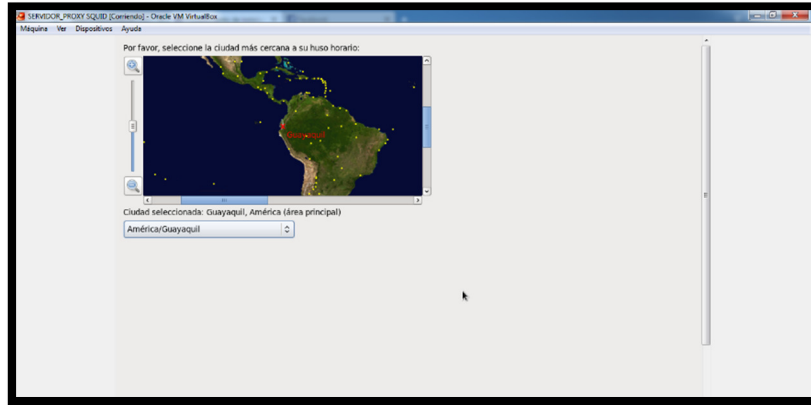 SERVIDOR_PROXY SQUID [Corriendo] - Oracle VM VirtualBox
Máquina Ver Dispositivos Ayuda
Por favor, seleccione la ciudad más cercana a su huso horario:
Guayaquil
Ciudad seleccionada: Guayaquil, América (área principal)
América/Guayaquil